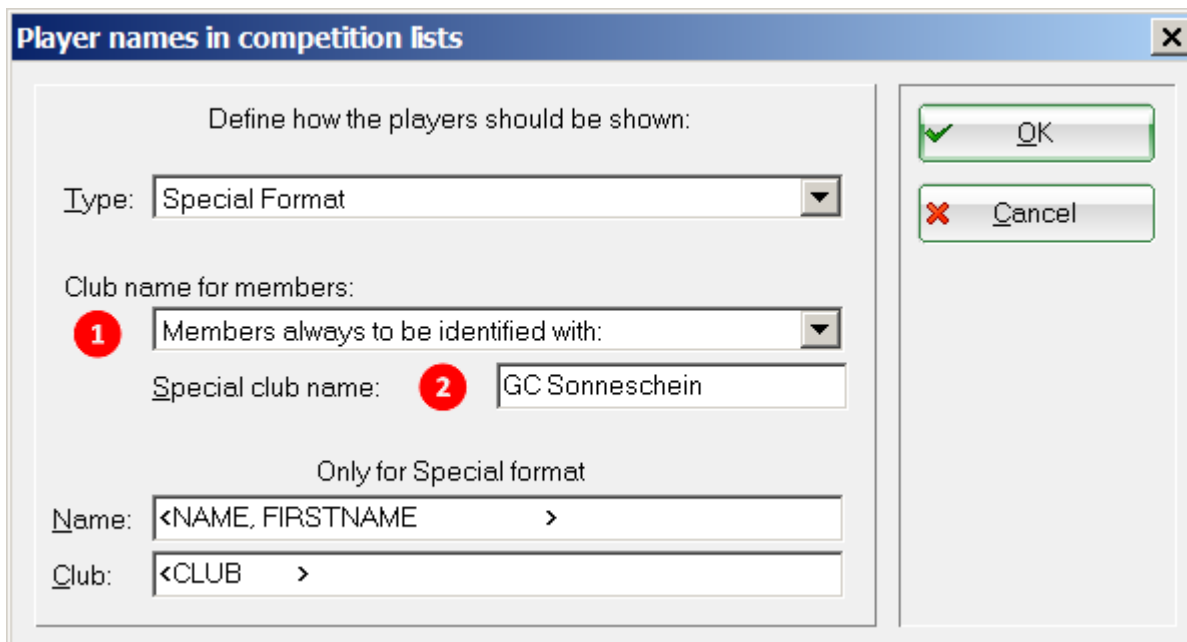 Player names in competition lists
Define how the players should be shown:
Type: Special Format
Club name for members:
1 Members always to be identified with:
Special club name: 2 GC Sonneschein
Only for Special format
Name: <NAME, FIRSTNAME >
Club: <CLUB >
OK
Cancel